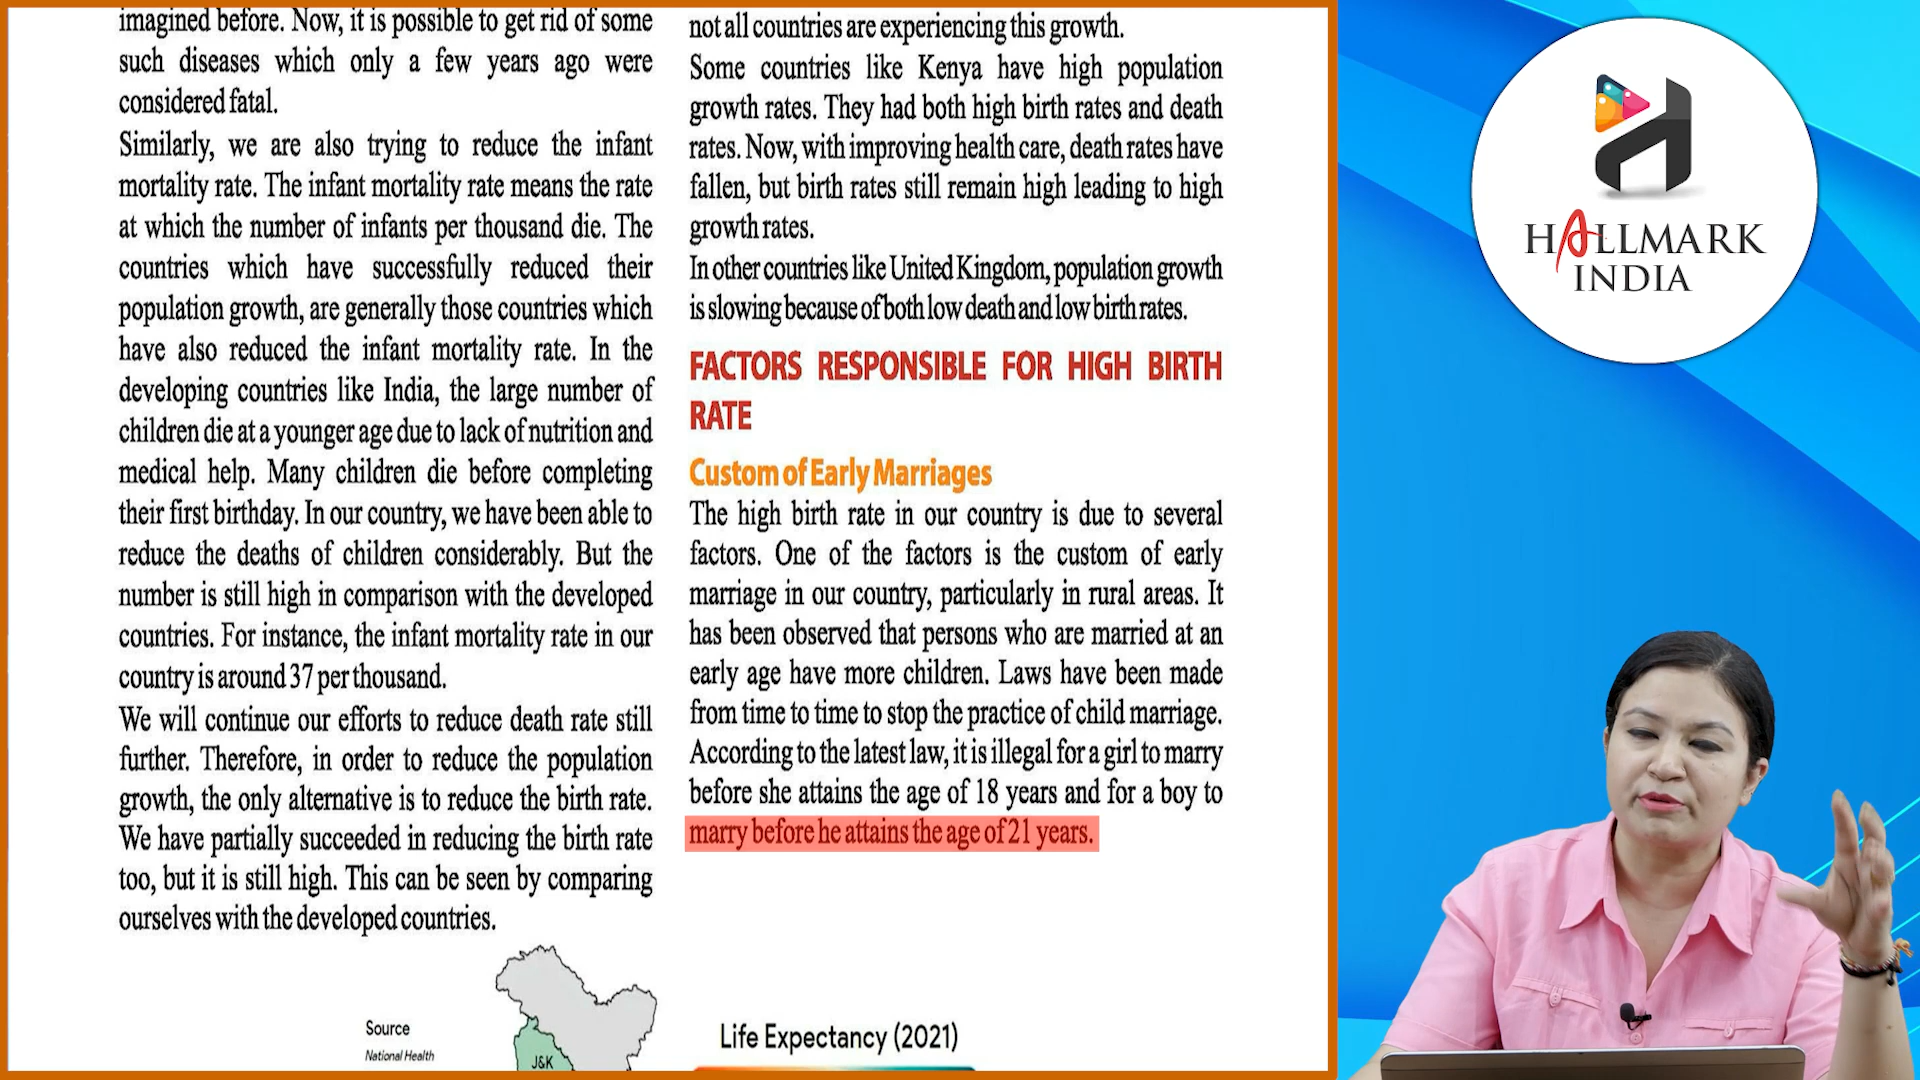 imagined before. Now, it is possible to get rid of some
such diseases which only a few years ago were
considered fatal.
Similarly, we are also trying to reduce the infant
mortality rate. The infant mortality rate means the rate
at which the number of infants per thousand die. The
countries which have successfully reduced their
population growth, are generally those countries which
have also reduced the infant mortality rate. In the
developing countries like India, the large number of
children die at a younger age due to lack of nutrition and
medical help. Many children die before completing
their first birthday. In our country, we have been able to
reduce the deaths of children considerably. But the
number is still high in comparison with the developed
countries. For instance, the infant mortality rate in our
country is around 37 per thousand.
We will continue our efforts to reduce death rate still
further. Therefore, in order to reduce the population
growth, the only alternative is to reduce the birth rate.
We have partially succeeded in reducing the birth rate
too, but it is still high. This can be seen by comparing
ourselves with the developed countries.
Source
National Health
J&K
not all countries are experiencing this growth.
Some countries like Kenya have high population
growth rates. They had both high birth rates and death
rates. Now, with improving health care, death rates have
fallen, but birth rates still remain high leading to high
growth rates.
In other countries like United Kingdom, population growth
is slowing because of both low death and low birth rates.
FACTORS RESPONSIBLE FOR HIGH BIRTH
RATE
Custom of Early Marriages
The high birth rate in our country is due to several
factors. One of the factors is the custom of early
marriage in our country, particularly in rural areas. It
has been observed that persons who are married at an
early age have more children. Laws have been made
from time to time to stop the practice of child marriage.
According to the latest law, it is illegal for a girl to marry
before she attains the age of 18 years and for a boy to
marry before he attains the age of 21 years.
Life Expectancy (2021)
HALLMARK
INDIA